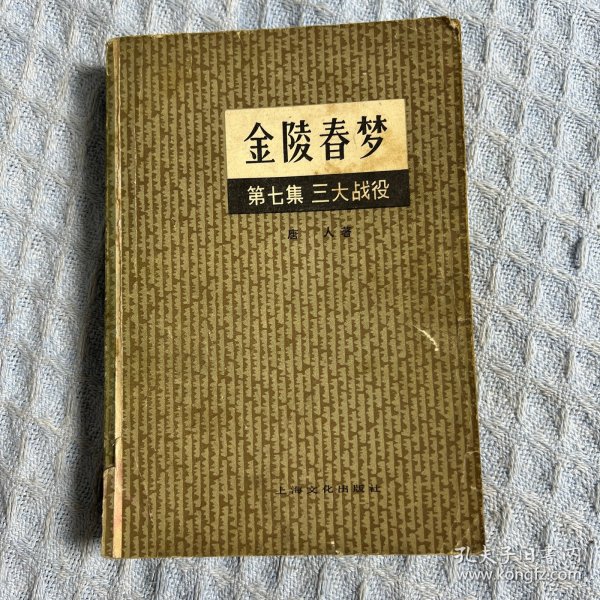 金陵春梦
第七集 三大战役
唐 人著
上海文化出版社
孔夫子旧书网
www.kongfz.com